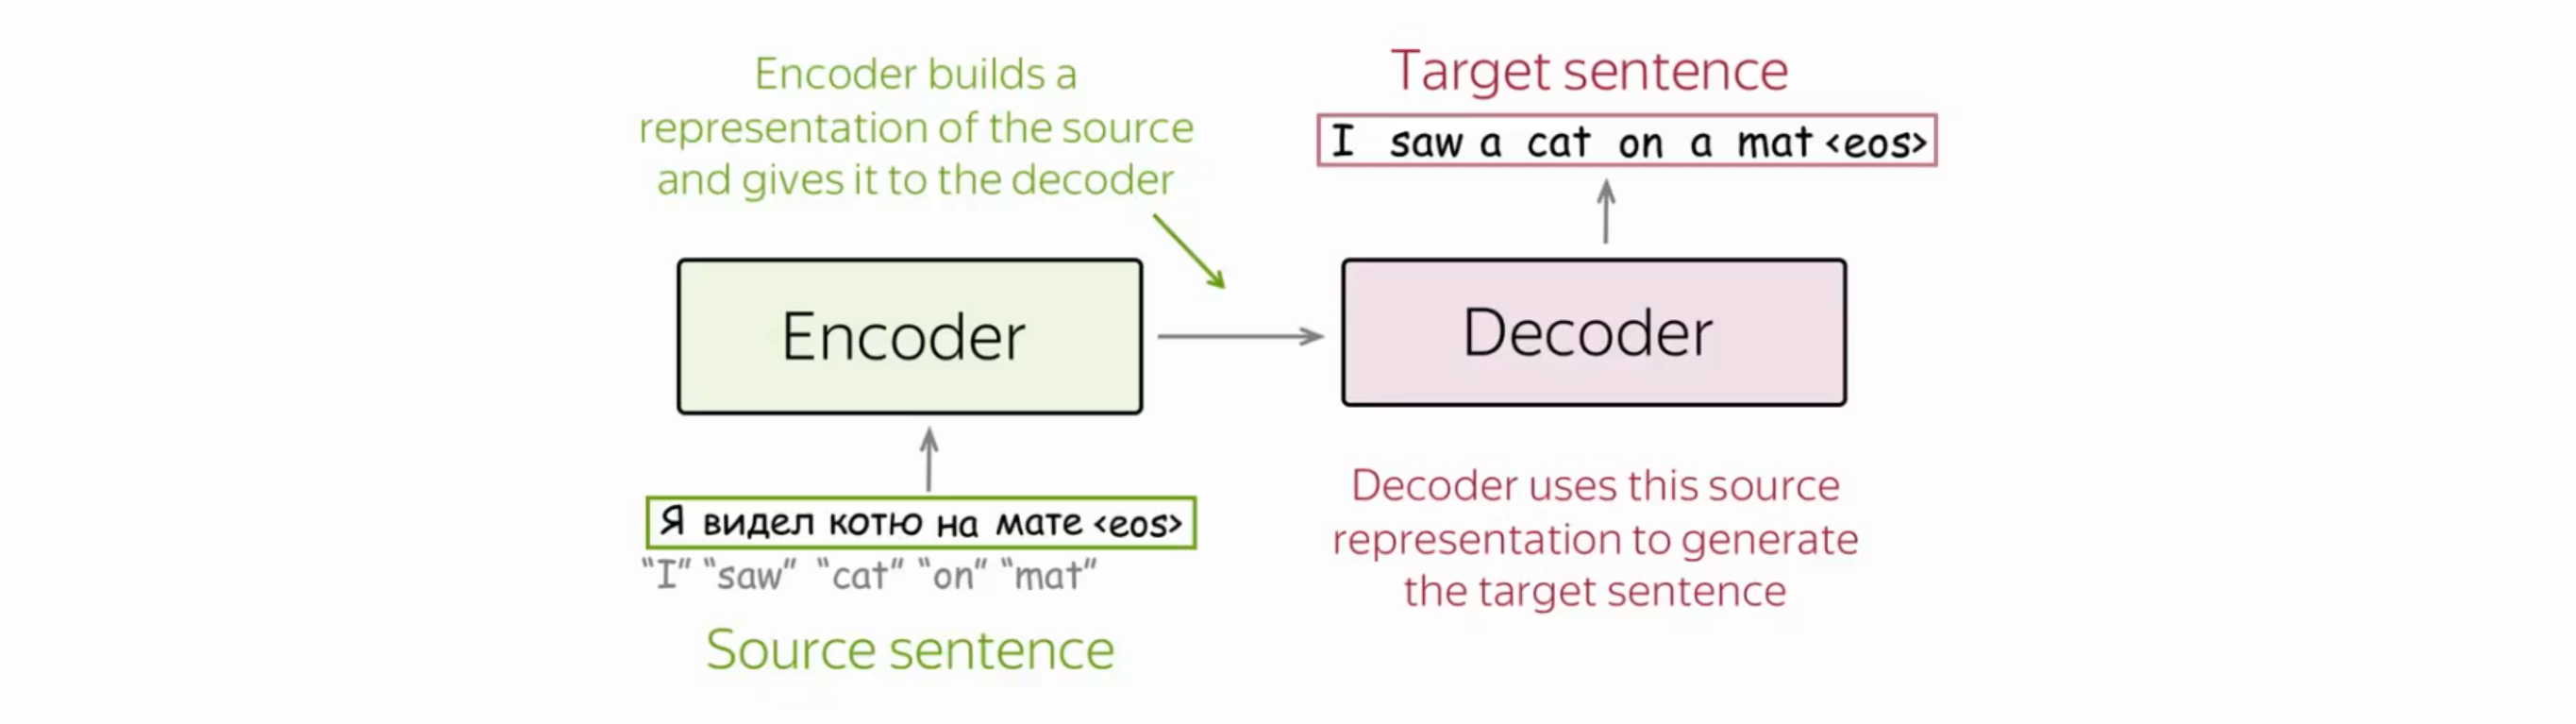 Encoder builds a
representation of the source
and gives it to the decoder
Encoder
Я видел котю на мате <eos>
“I” “saw” “cat” “on” “mat”
Source sentence
Target sentence
I saw a cat on a mat <eos>
Decoder
Decoder uses this source
representation to generate
the target sentence